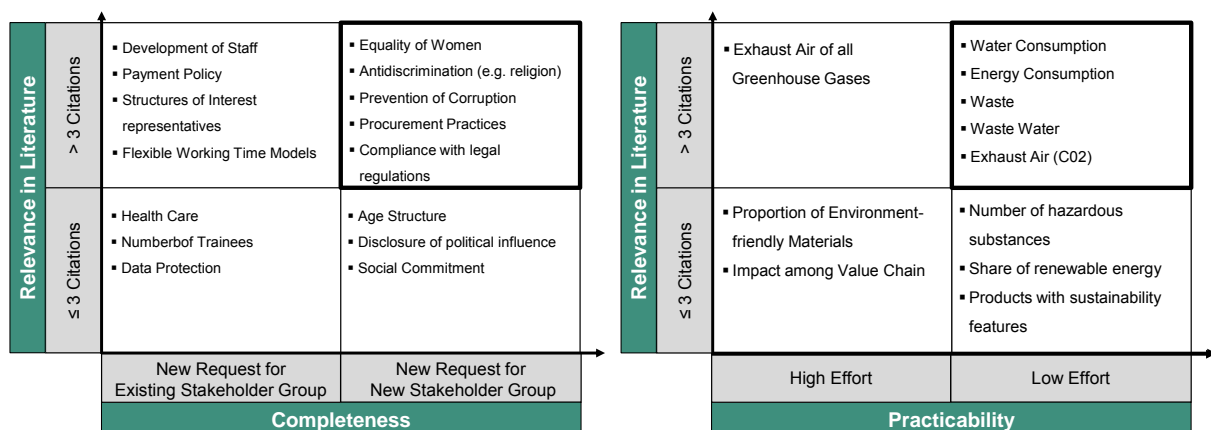 Relevance in Literature
> 3 Citations
▪ Development of Staff
▪ Payment Policy
▪ Structures of Interest
representatives
▪ Flexible Working Time Models
▪ Equality of Women
▪ Antidiscrimination (e.g. religion)
▪ Prevention of Corruption
▪ Procurement Practices
▪ Compliance with legal
regulations
≤ 3 Citations
▪ Health Care
▪ Numberbof Trainees
▪ Data Protection
▪ Age Structure
▪ Disclosure of political influence
▪ Social Commitment
New Request for
Existing Stakeholder Group
New Request for
New Stakeholder Group
Completeness
Relevance in Literature
> 3 Citations
▪ Exhaust Air of all
Greenhouse Gases
▪ Water Consumption
▪ Energy Consumption
▪ Waste
▪ Waste Water
▪ Exhaust Air (C02)
≤ 3 Citations
▪ Proportion of Environment-
friendly Materials
▪ Impact among Value Chain
▪ Number of hazardous
substances
▪ Share of renewable energy
▪ Products with sustainability
features
High Effort
Low Effort
Practicability